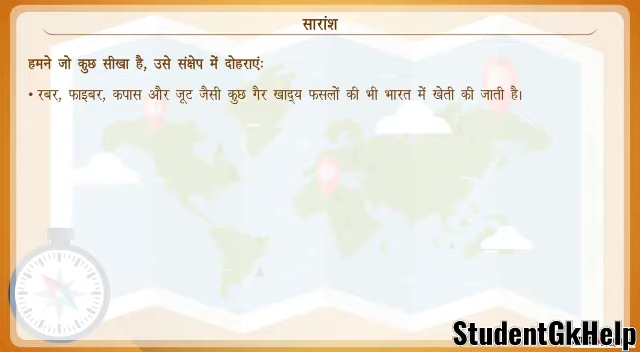 सारांश
हमने जो कुछ सीखा है, उसे संक्षेप में दोहराएं:
• रबर, फाइबर, कपास और जूट जैसी कुछ गैर खाद्य फसलों की भी भारत में खेती की जाती है।
StudentGkHelp